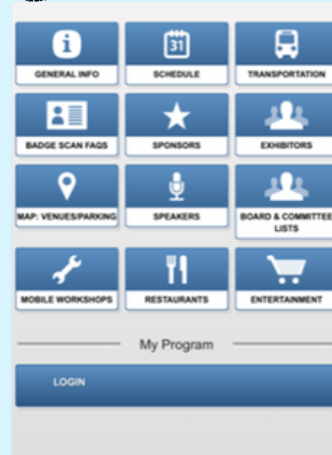 31
GENERAL INFO SCHEDULE TRANSPORTATION
BADGE SCAN FAQS SPONSORS EXHIBITORS
MAP: VENUES/PARKING SPEAKERS BOARD & COMMITTEE
LISTS
MOBILE WORKSHOPS RESTAURANTS ENTERTAINMENT
My Program
LOGIN